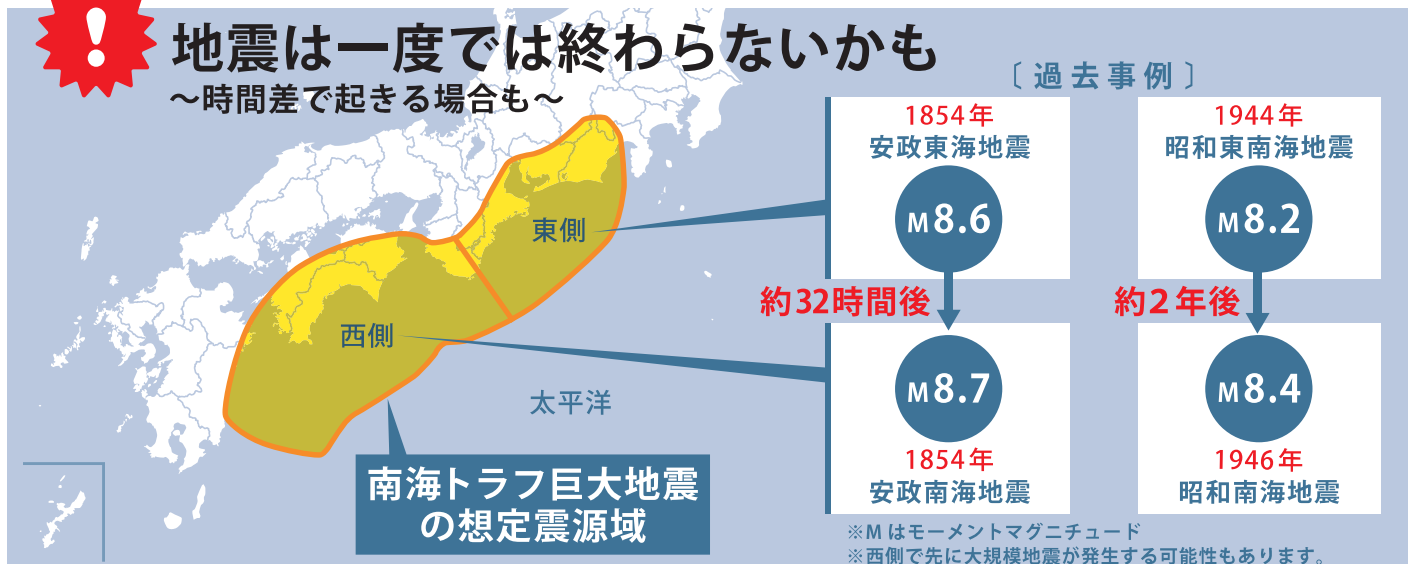 !
地震は一度では終わらないかも
～時間差で起きる場合も～
〔過去事例〕
1854年
安政東海地震
M8.6
約32時間後
M8.7
1854年
安政南海地震
1944年
昭和東南海地震
M8.2
約2年後
M8.4
1946年
昭和南海地震
東側
西側
太平洋
南海トラフ巨大地震
の想定震源域
※Mはモーメントマグニチュード
※西側で先に大規模地震が発生する可能性もあります。